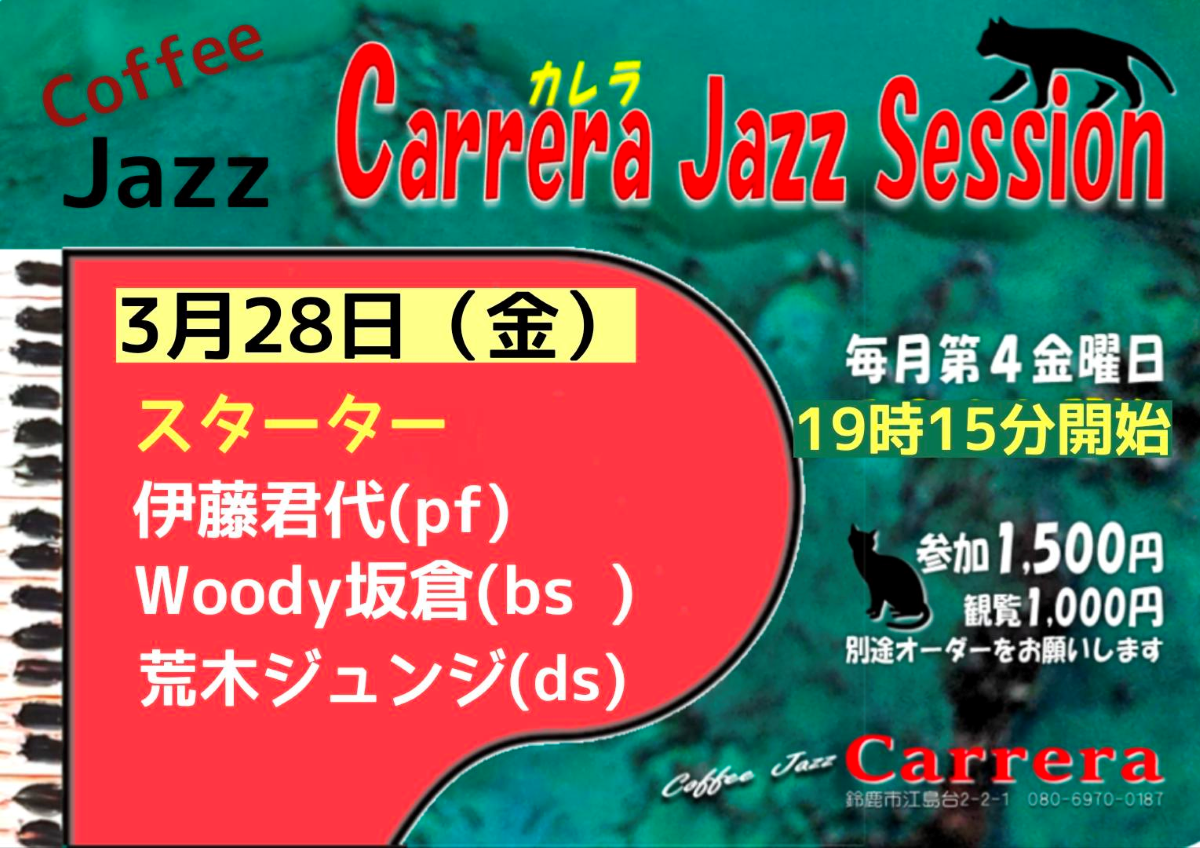 Coffee
Jazz
カレラ
Carrera Jazz Session
3月28日（金）
スターター
伊藤君代(pf)
Woody坂倉(bs )
荒木ジュンジ(ds)
毎月第4金曜日
19時15分開始
参加1,500円
観覧1,000円
別途オーダーをお願いします
Coffee Jazz Carrera
鈴鹿市江島台2-2-1 080-6970-0187